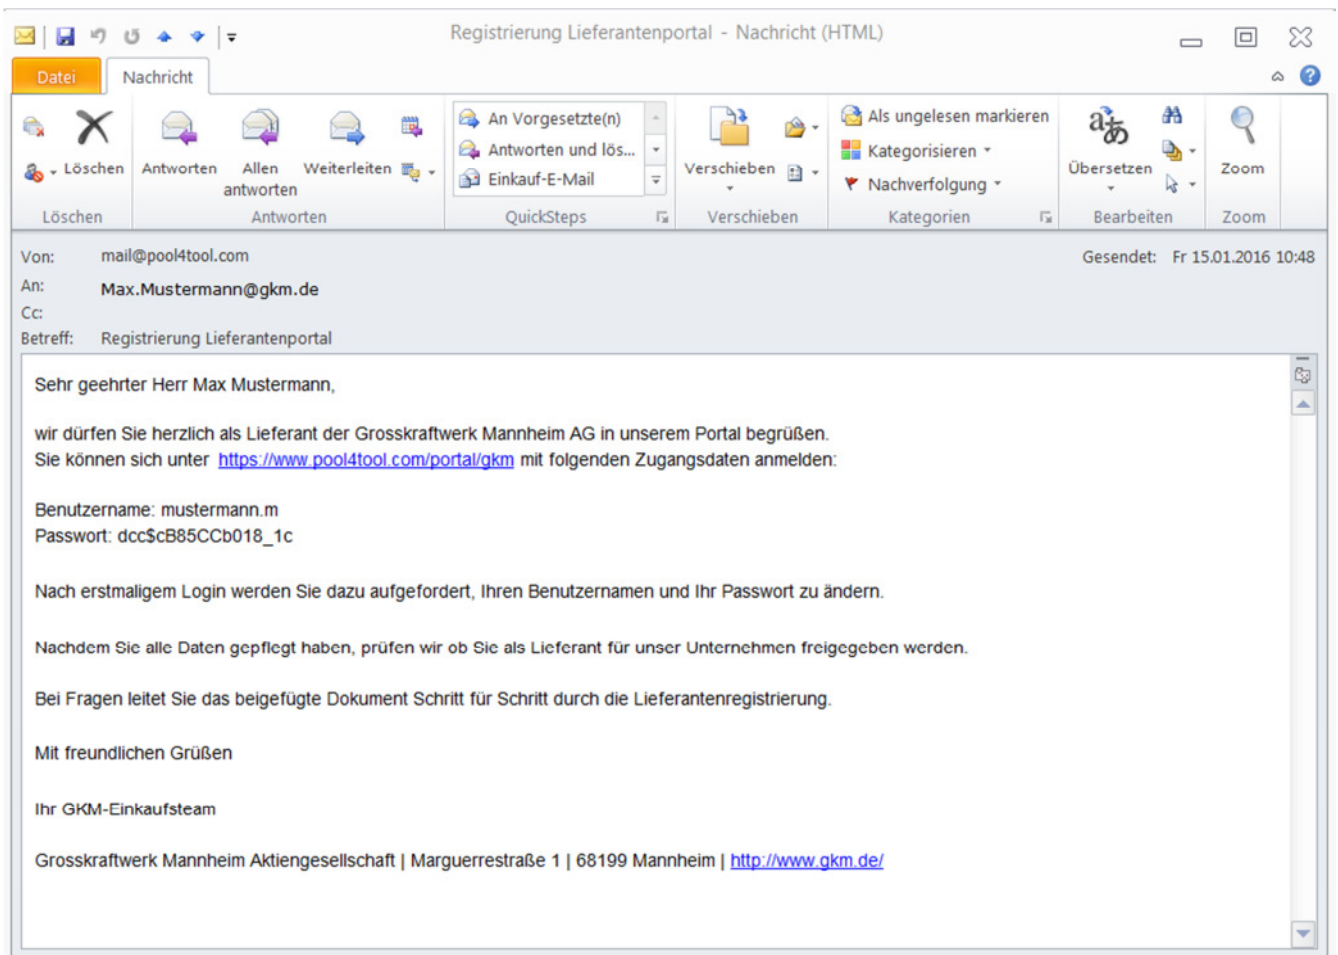 Registrierung Lieferantenportal - Nachricht (HTML)
Datei
Nachricht
Löschen
Antworten
Allen antworten
Weiterleiten
An Vorgesetzte(n)
Antworten und lös...
Einkauf-E-Mail
Verschieben
Als ungelesen markieren
Kategorisieren
Nachverfolgung
Übersetzen
Zoom
Löschen
Antworten
QuickSteps
Verschieben
Kategorien
Bearbeiten
Zoom
Von: mail@pool4tool.com
Gesendet: Fr 15.01.2016 10:48
An: Max.Mustermann@gkm.de
Cc:
Betreff: Registrierung Lieferantenportal
Sehr geehrter Herr Max Mustermann,
wir dürfen Sie herzlich als Lieferant der Grosskraftwerk Mannheim AG in unserem Portal begrüßen.
Sie können sich unter https://www.pool4tool.com/portal/gkm mit folgenden Zugangsdaten anmelden:
Benutzername: mustermann.m
Passwort: dcc$cB85CCb018_1c
Nach erstmaligem Login werden Sie dazu aufgefordert, Ihren Benutzernamen und Ihr Passwort zu ändern.
Nachdem Sie alle Daten gepflegt haben, prüfen wir ob Sie als Lieferant für unser Unternehmen freigegeben werden.
Bei Fragen leitet Sie das beigefügte Dokument Schritt für Schritt durch die Lieferantenregistrierung.
Mit freundlichen Grüßen
Ihr GKM-Einkaufsteam
Grosskraftwerk Mannheim Aktiengesellschaft | Marguerrestraße 1 | 68199 Mannheim | http://www.gkm.de/